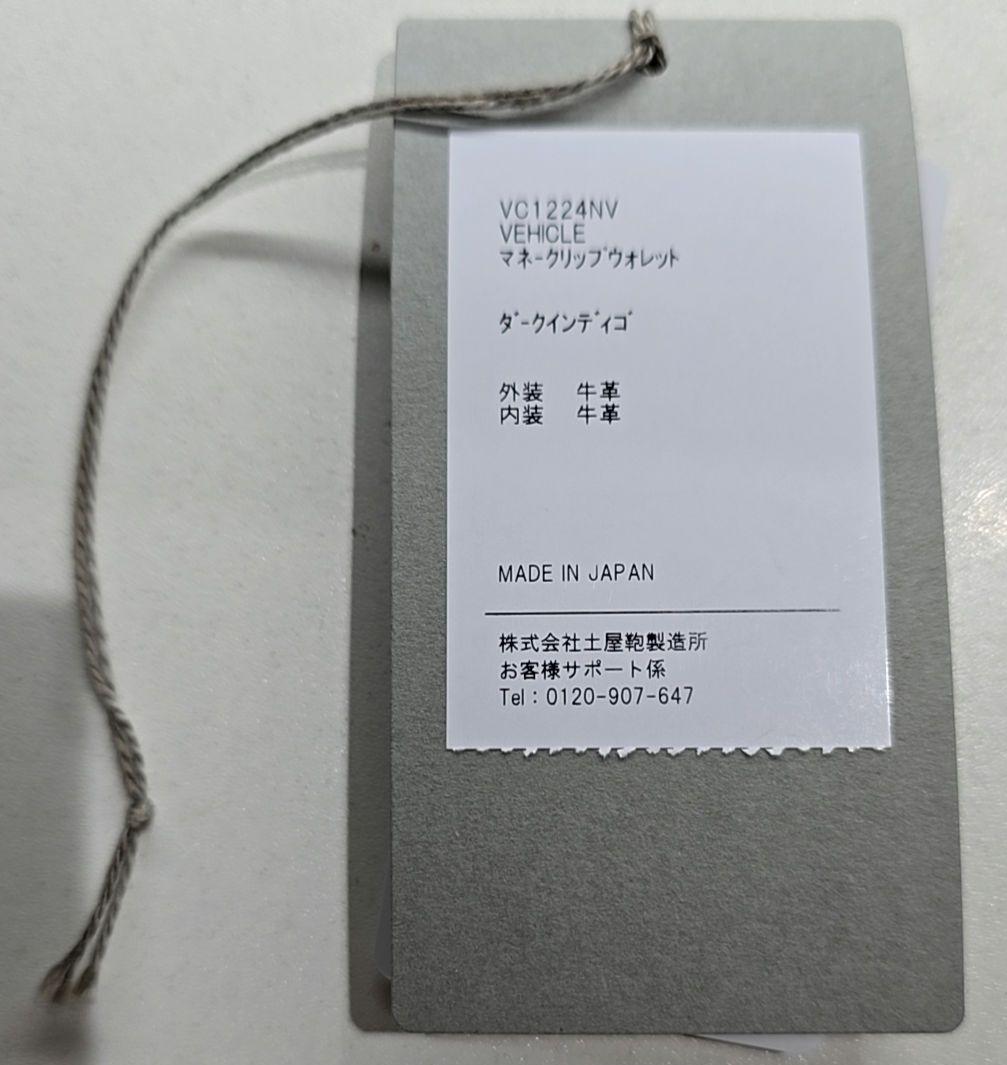 VC1224NV
VEHICLE
マネークリップウォレット
ダークインディゴ
外装 牛革
内装 牛革
MADE IN JAPAN
株式会社土屋鞄製造所
お客様サポート係
Tel：0120-907-647